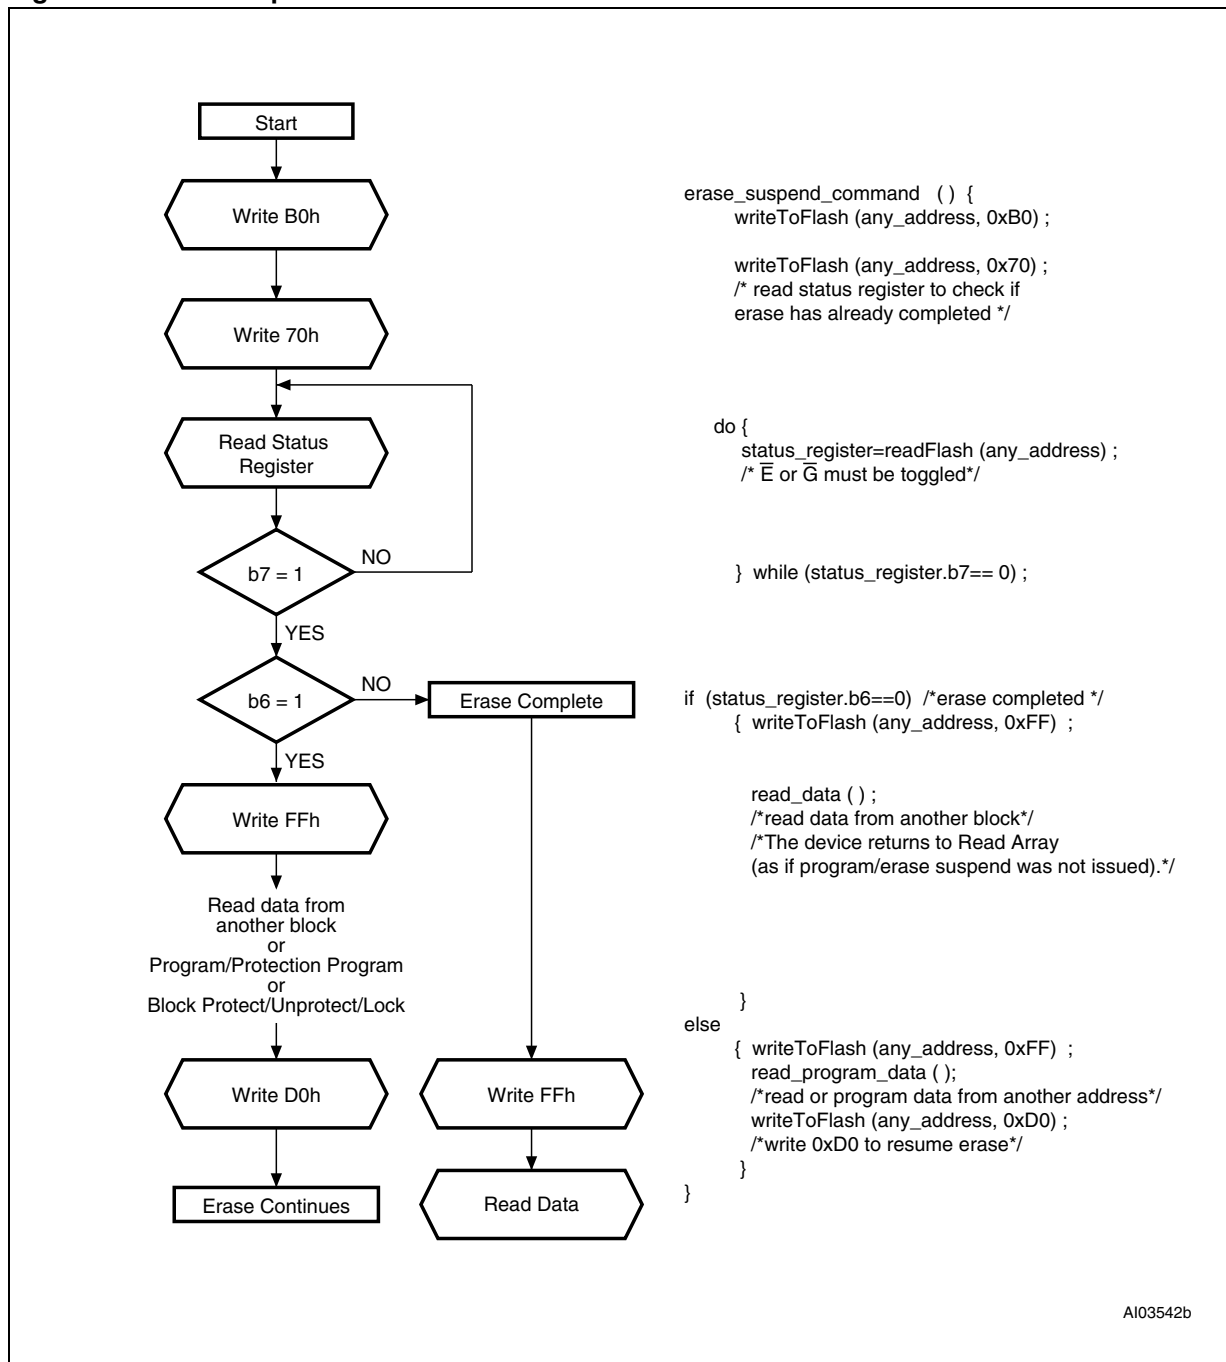 Start
Write B0h
Write 70h
Read Status
Register
b7 = 1
NO
YES
b6 = 1
NO
Erase Complete
YES
Write FFh
Read data from
another block
or
Program/Protection Program
or
Block Protect/Unprotect/Lock
Write D0h
Write FFh
Erase Continues
Read Data
erase_suspend_command ( ) {
writeToFlash (any_address, 0xB0) ;
writeToFlash (any_address, 0x70) ;
/* read status register to check if
erase has already completed */
do {
status_register=readFlash (any_address) ;
/* E̅ or G̅ must be toggled*/
} while (status_register.b7== 0) ;
if (status_register.b6==0) /*erase completed */
{ writeToFlash (any_address, 0xFF) ;
read_data ( ) ;
/*read data from another block*/
/*The device returns to Read Array
(as if program/erase suspend was not issued).*/
}
else
{ writeToFlash (any_address, 0xFF) ;
read_program_data ( );
/*read or program data from another address*/
writeToFlash (any_address, 0xD0) ;
/*write 0xD0 to resume erase*/
}
}
AI03542b